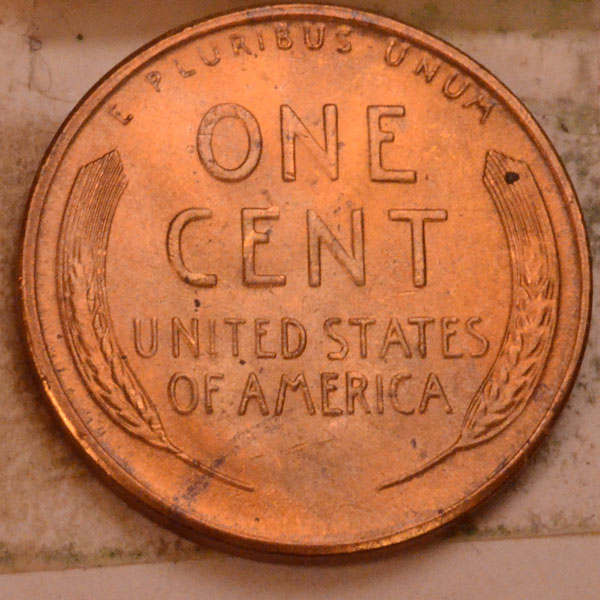 E PLURIBUS UNUM
ONE
CENT
UNITED STATES
OF AMERICA